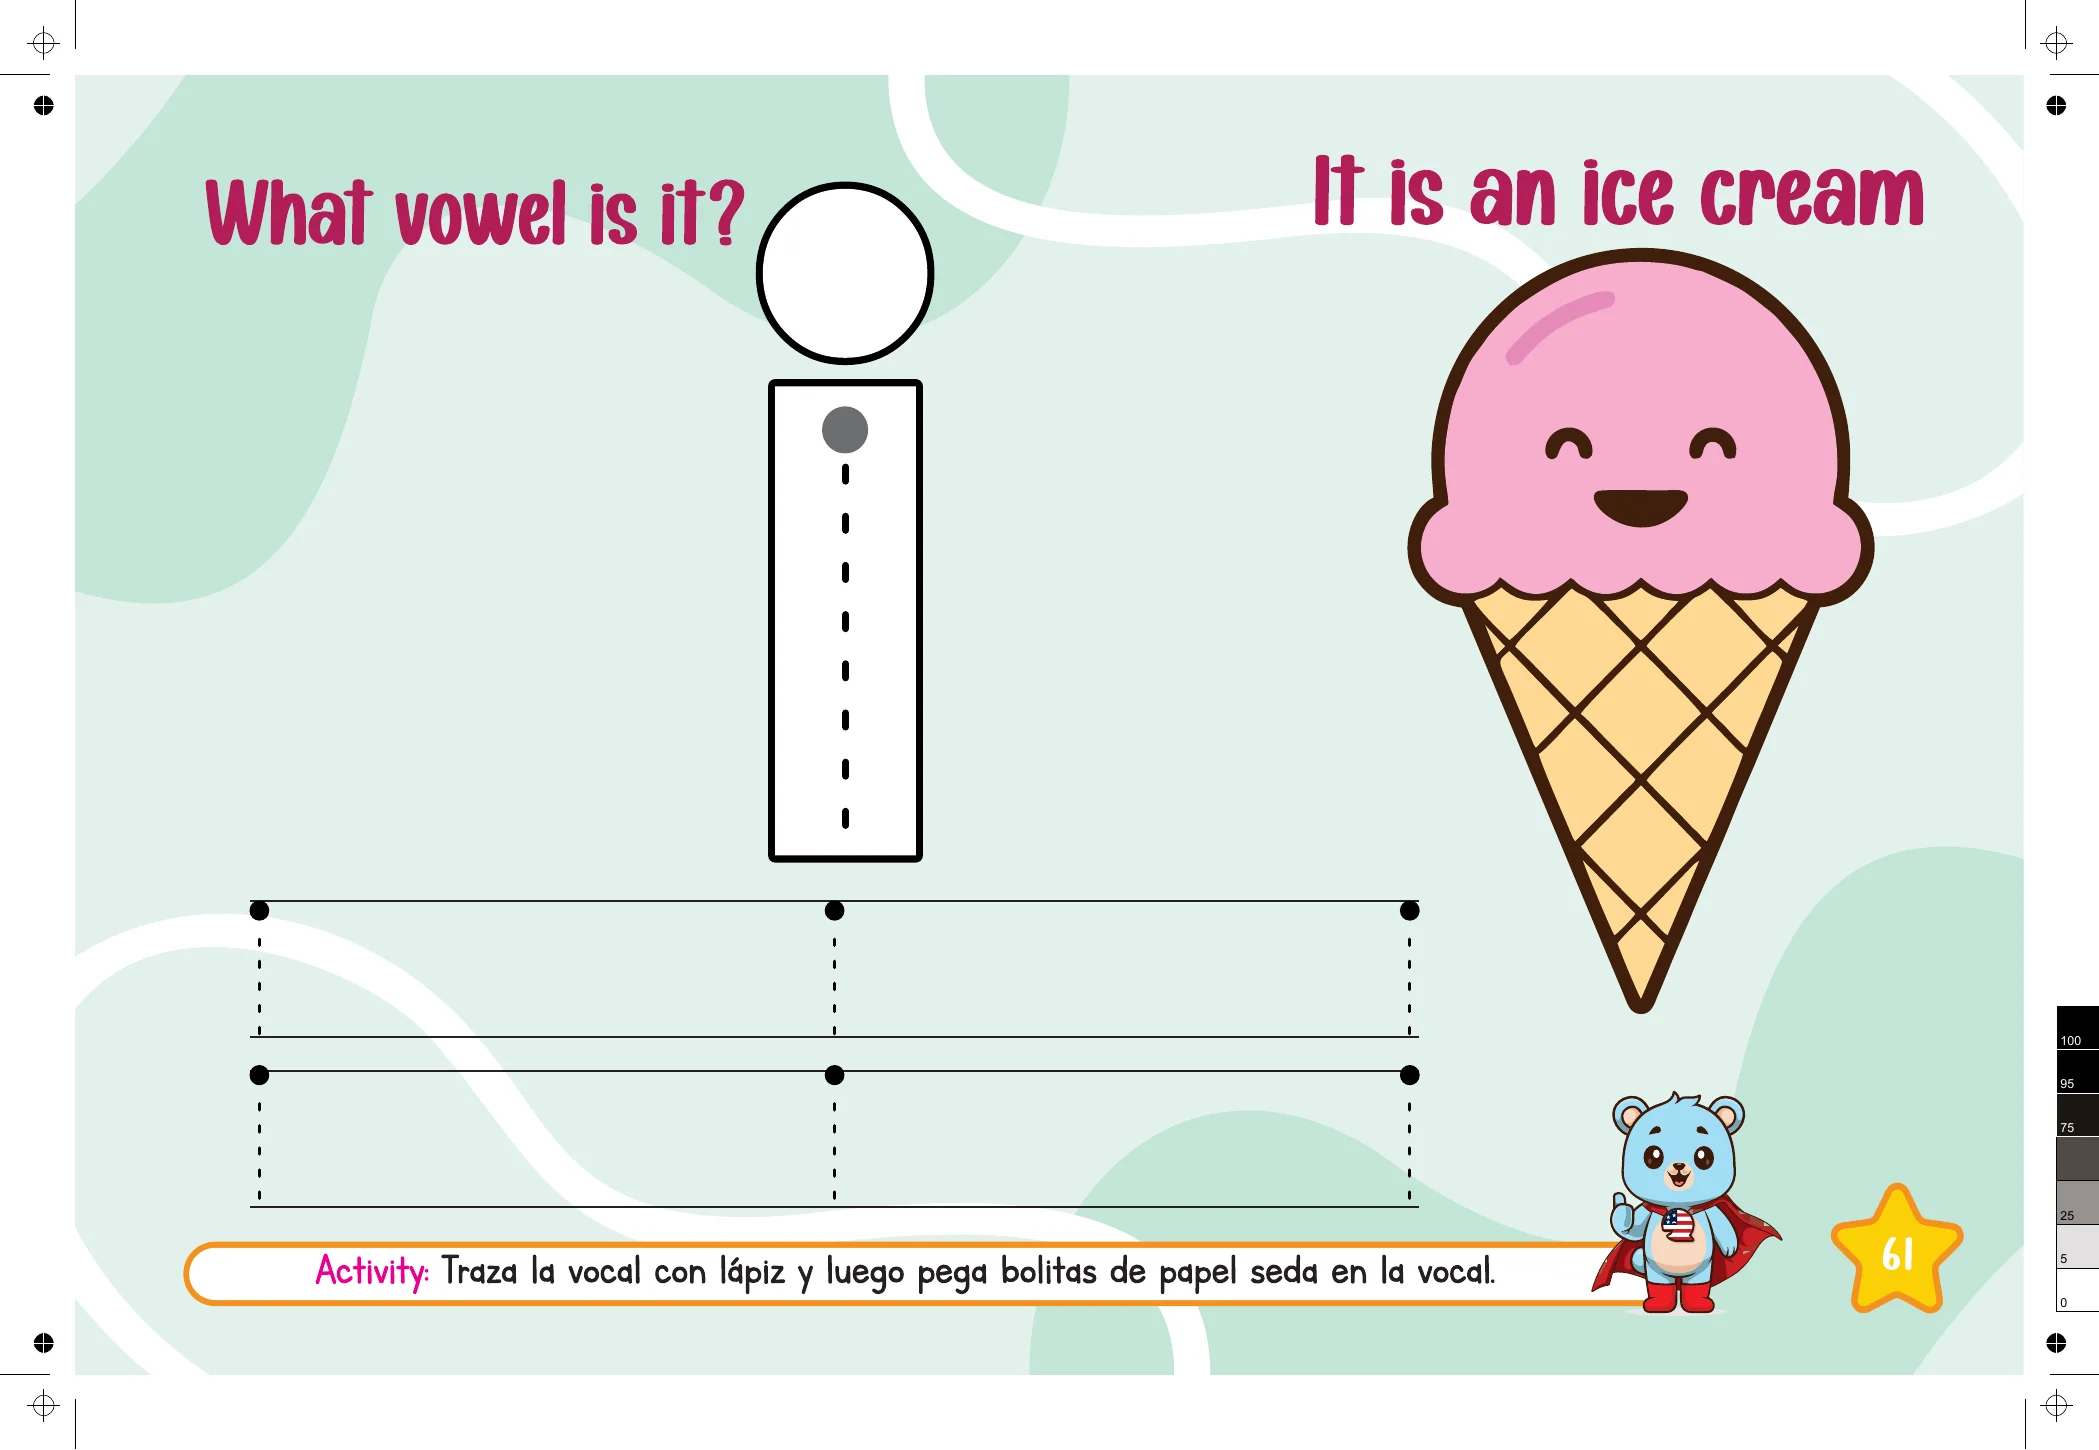 What vowel is it?
It is an ice cream
Activity: Traza la vocal con lápiz y luego pega bolitas de papel seda en la vocal.
61
100
95
75
25
5
0